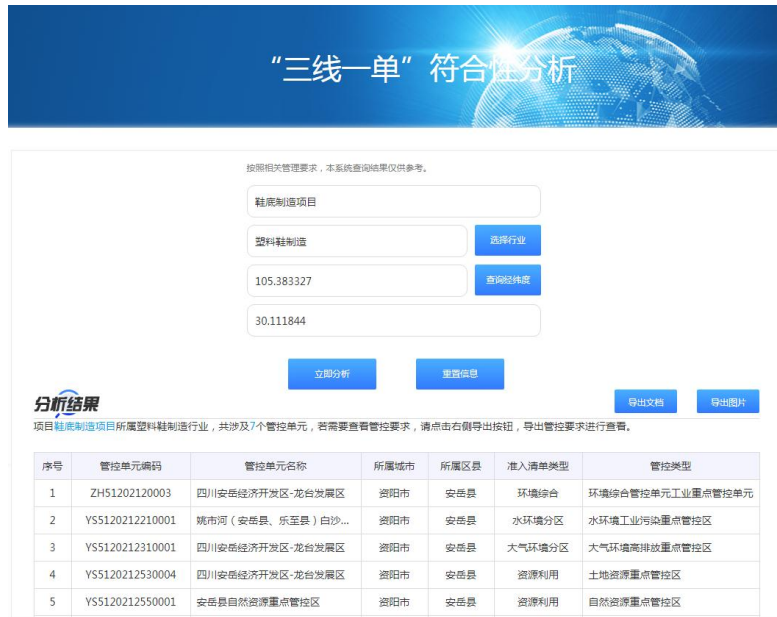 “三线一单”符合性分析
按照相关管理要求，本系统查询结果仅供参考。
鞋底制造项目
塑料鞋制造 选择行业
105.383327 查询经纬度
30.111844
立即分析 重置信息
分析结果 导出文档 导出图片
项目鞋底制造项目所属塑料鞋制造行业，共涉及7个管控单元，若需要查看管控要求，请点击右侧导出按钮，导出管控要求进行查看。
序号 管控单元编码 管控单元名称 所属城市 所属区县 准入清单类型 管控类型
1 ZH51202120003 四川安岳经济开发区-龙台发展区 资阳市 安岳县 环境综合 环境综合管控单元工业重点管控单元
2 YS5120212210001 姚市河（安岳县、乐至县）白沙... 资阳市 安岳县 水环境分区 水环境工业污染重点管控区
3 YS5120212310001 四川安岳经济开发区-龙台发展区 资阳市 安岳县 大气环境分区 大气环境高排放重点管控区
4 YS5120212530004 四川安岳经济开发区-龙台发展区 资阳市 安岳县 资源利用 土地资源重点管控区
5 YS5120212550001 安岳县自然资源重点管控区 资阳市 安岳县 资源利用 自然资源重点管控区